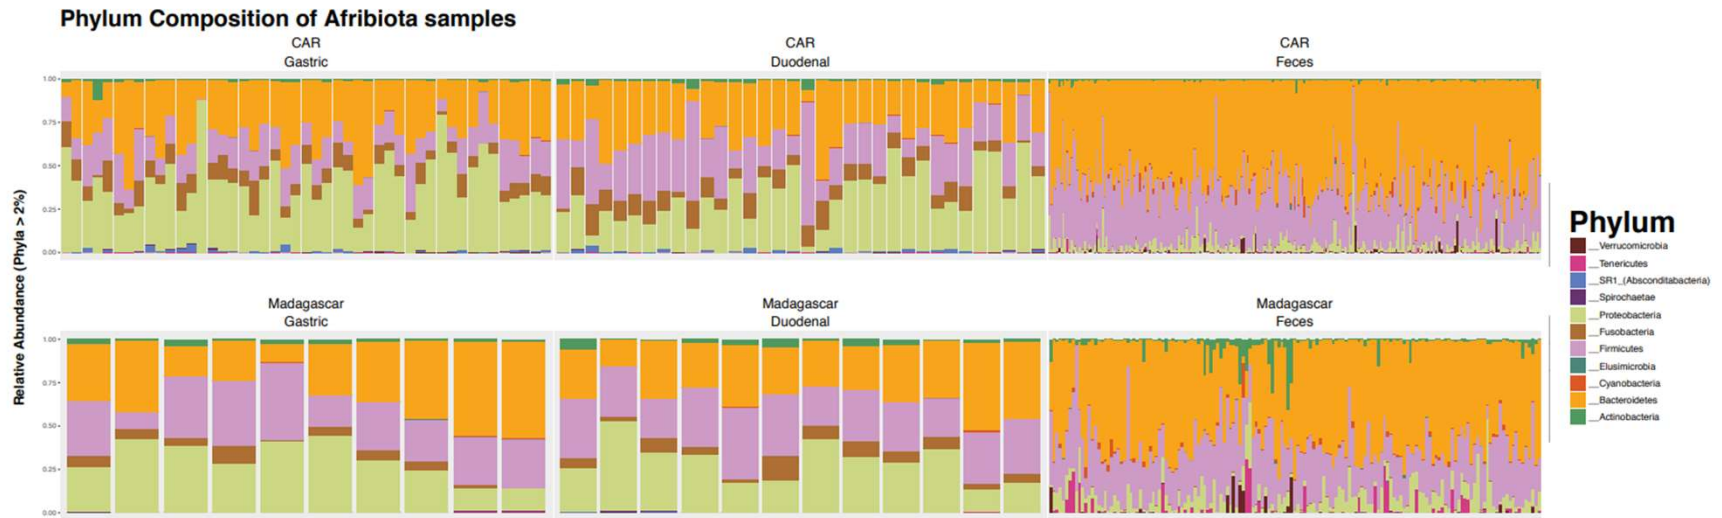 Phylum Composition of Afribiota samples
CAR
Gastric
CAR
Duodenal
CAR
Feces
1.00
0.75
0.50
0.25
0.00
Madagascar
Gastric
Madagascar
Duodenal
Madagascar
Feces
1.00
0.75
0.50
0.25
0.00
Relative Abundance (Phyla > 2%)
Phylum
__Verrucomicrobia
__Tenericutes
__SR1_(Absconditabacteria)
__Spirochaetae
__Proteobacteria
__Fusobacteria
__Firmicutes
__Elusimicrobia
__Cyanobacteria
__Bacteroidetes
__Actinobacteria